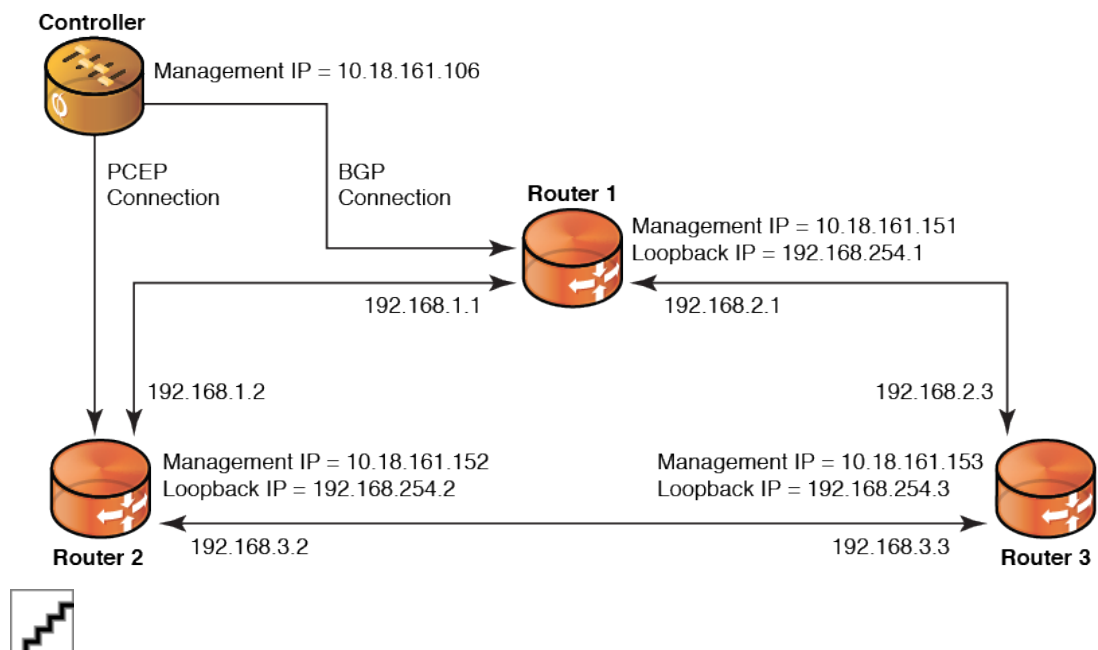 Controller
Management IP = 10.18.161.106
PCEP
Connection
BGP
Connection
Router 1
Management IP = 10.18.161.151
Loopback IP = 192.168.254.1
192.168.1.1
192.168.2.1
192.168.1.2
192.168.2.3
Management IP = 10.18.161.152
Loopback IP = 192.168.254.2
Management IP = 10.18.161.153
Loopback IP = 192.168.254.3
192.168.3.2
192.168.3.3
Router 2
Router 3